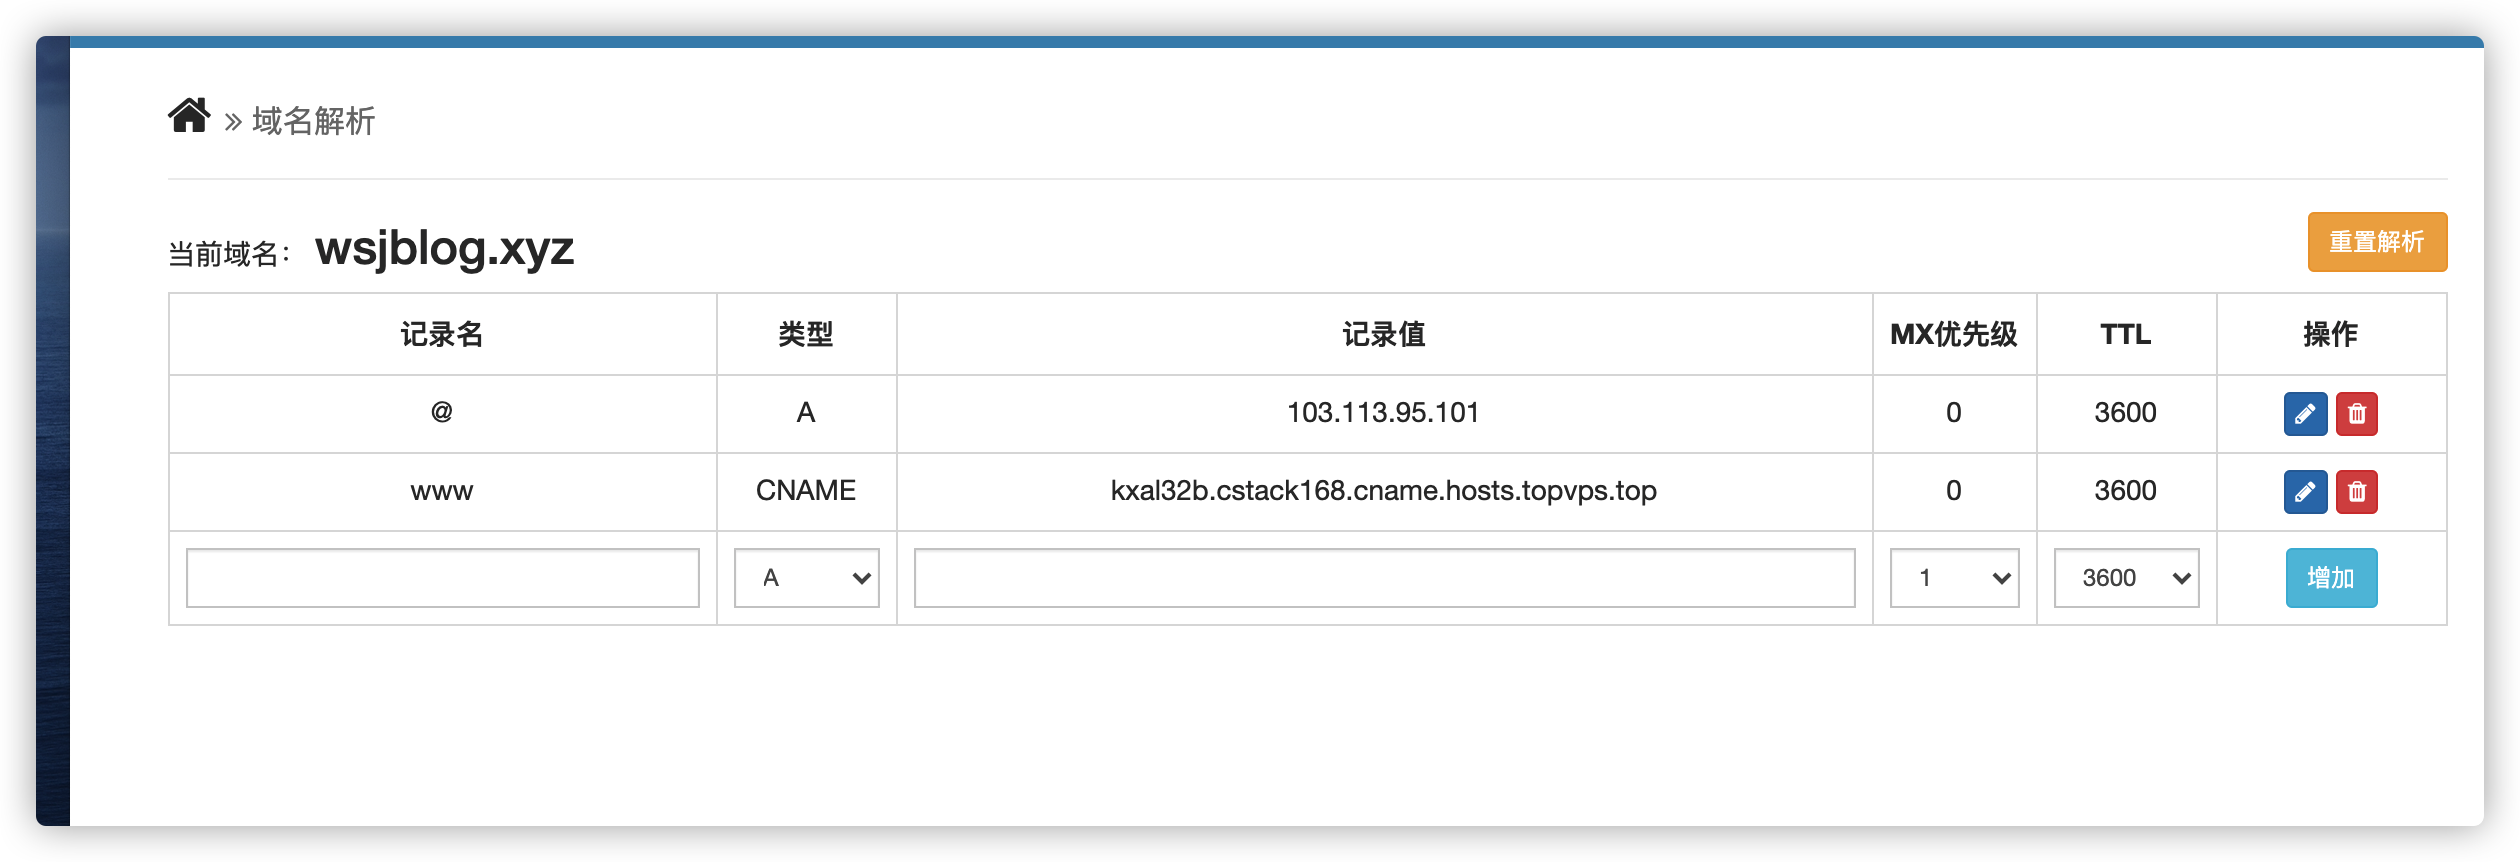 » 域名解析
当前域名： wsjblog.xyz
重置解析
记录名 类型 记录值 MX优先级 TTL 操作
@ A 103.113.95.101 0 3600
www CNAME kxal32b.cstack168.cname.hosts.topvps.top 0 3600
A 1 3600 增加